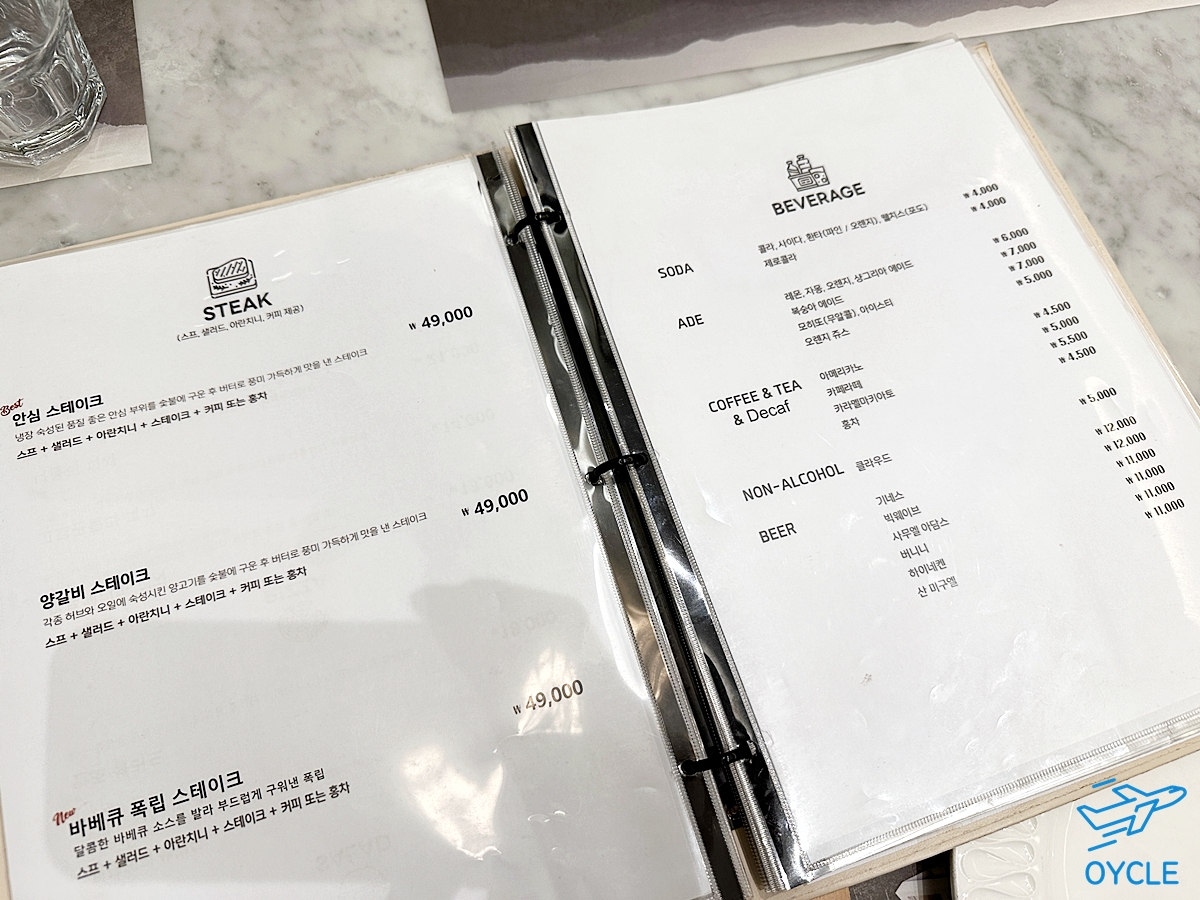 STEAK
(스프, 샐러드, 아란치니, 커피 제공)
Best
안심 스테이크
₩ 49,000
냉장 숙성된 품질 좋은 안심 부위를 숯불에 구운 후 버터로 풍미 가득하게 맛을 낸 스테이크
스프 + 샐러드 + 아란치니 + 스테이크 + 커피 또는 홍차
양갈비 스테이크
₩ 49,000
각종 허브와 오일에 숙성시킨 양고기를 숯불에 구운 후 버터로 풍미 가득하게 맛을 낸 스테이크
스프 + 샐러드 + 아란치니 + 스테이크 + 커피 또는 홍차
New
바베큐 폭립 스테이크
₩ 49,000
달콤한 바베큐 소스를 발라 부드럽게 구워낸 폭립
스프 + 샐러드 + 아란치니 + 스테이크 + 커피 또는 홍차
BEVERAGE
SODA
콜라, 사이다, 환타(파인 / 오렌지), 웰치스(포도) ₩ 4,000
제로콜라 ₩ 4,000
ADE
레몬, 자몽, 오렌지, 샹그리아 에이드 ₩ 6,000
복숭아 에이드 ₩ 7,000
모히또(무알콜), 아이스티 ₩ 7,000
오렌지 쥬스 ₩ 5,000
COFFEE & TEA
& Decaf
아메리카노 ₩ 4,500
카페라떼 ₩ 5,000
카라멜마키아토 ₩ 5,500
홍차 ₩ 4,500
NON-ALCOHOL 클라우드 ₩ 5,000
BEER
기네스 ₩ 12,000
빅웨이브 ₩ 12,000
사무엘 아담스 ₩ 11,000
버니니 ₩ 11,000
하이네켄 ₩ 11,000
산 미구엘 ₩ 11,000
OYCLE